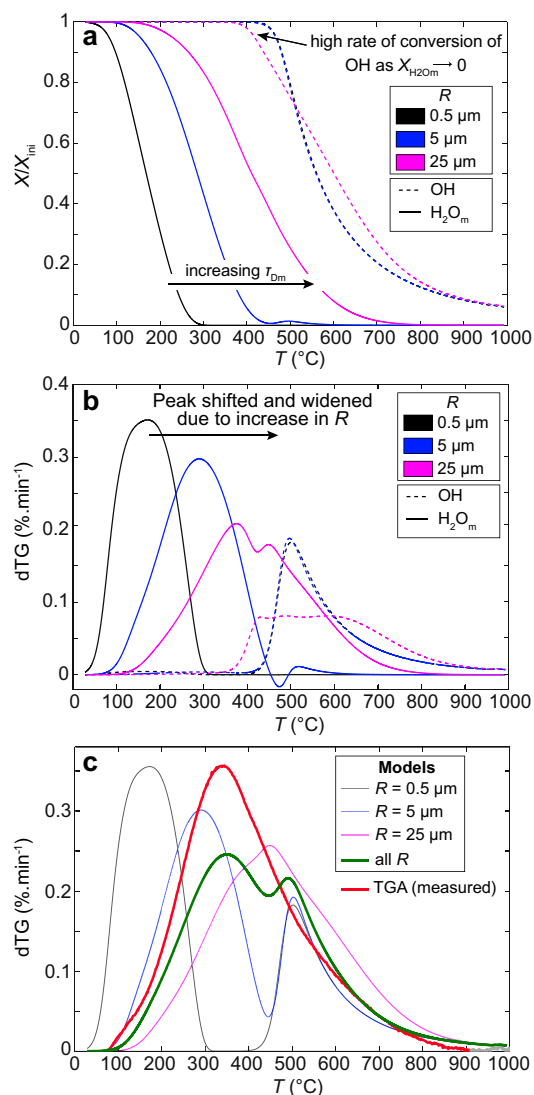 a
high rate of conversion of
OH as X_H2Om → 0
R
0.5 µm
5 µm
25 µm
OH
H₂Oₘ
increasing τ_Dm
X/X_ini
1
0.8
0.6
0.4
0.2
0
0 100 200 300 400 500 600 700 800 900 1000
T (°C)
b
Peak shifted and widened
due to increase in R
R
0.5 µm
5 µm
25 µm
OH
H₂Oₘ
dTG (%.min⁻¹)
0.4
0.3
0.2
0.1
0
0 100 200 300 400 500 600 700 800 900 1000
T (°C)
c
Models
R = 0.5 µm
R = 5 µm
R = 25 µm
all R
TGA (measured)
dTG (%.min⁻¹)
0.3
0.2
0.1
0
0 100 200 300 400 500 600 700 800 900 1000
T (°C)